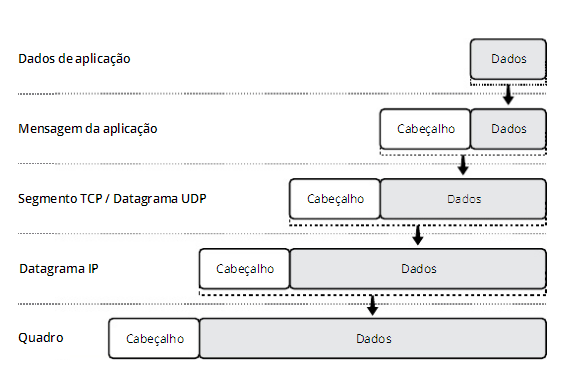 Dados de aplicação
Dados
Mensagem da aplicação
Cabeçalho
Dados
Segmento TCP / Datagrama UDP
Cabeçalho
Dados
Datagrama IP
Cabeçalho
Dados
Quadro
Cabeçalho
Dados